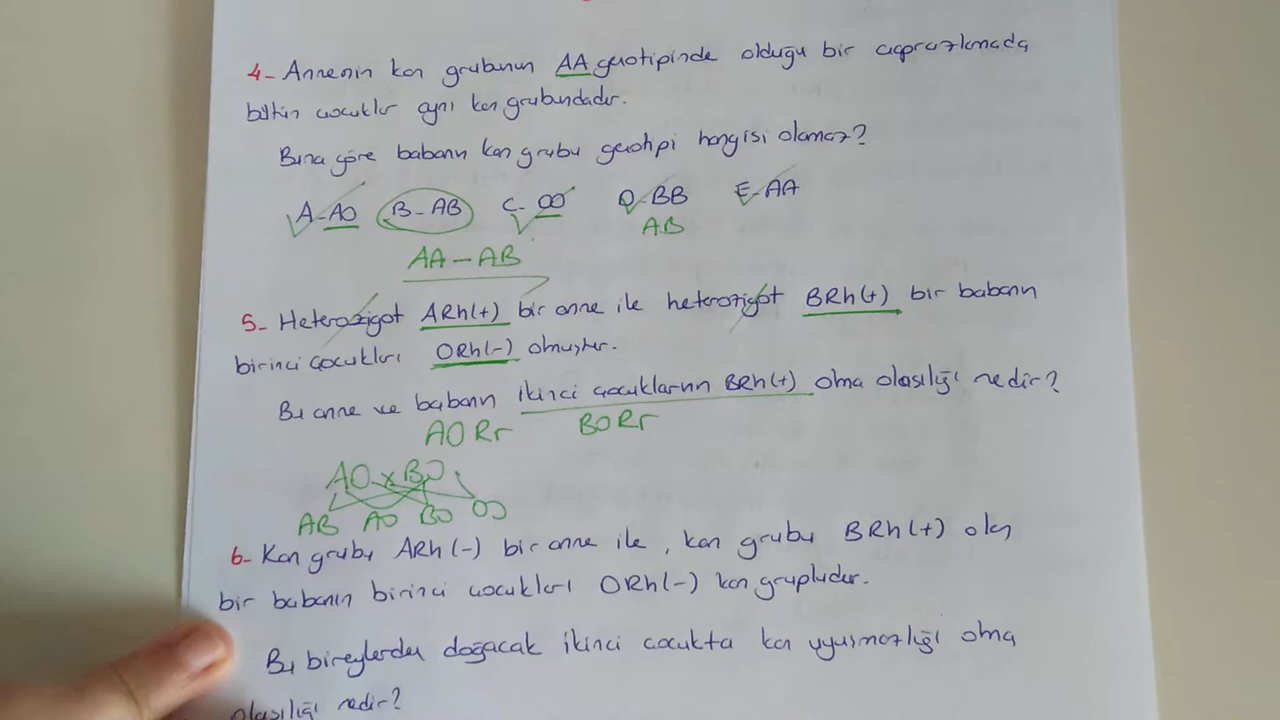 4- Annenin kan grubunun AA genotipinde olduğu bir çaprazlamada
bütün çocuklar aynı kan grubundadır.
Buna göre babanın kan grubu genotipi hangisi olamaz?
A-AO B-AB C-OO D-BB E-AA
AB
AA-AB
5- Heterozigot ARh(+) bir anne ile heterozigot BRh(+) bir babanın
birinci çocukları ORh(-) olmuştur.
Bu anne ve babanın ikinci çocuklarının BRh(+) olma olasılığı nedir?
AORr BORr
AO x BO
AB AO BO OO
6- Kan grubu ARh(-) bir anne ile, kan grubu BRh(+) olan
bir babanın birinci çocukları ORh(-) kan grupludur.
Bu bireylerden doğacak ikinci çocukta kan uyuşmazlığı olma
olasılığı nedir?